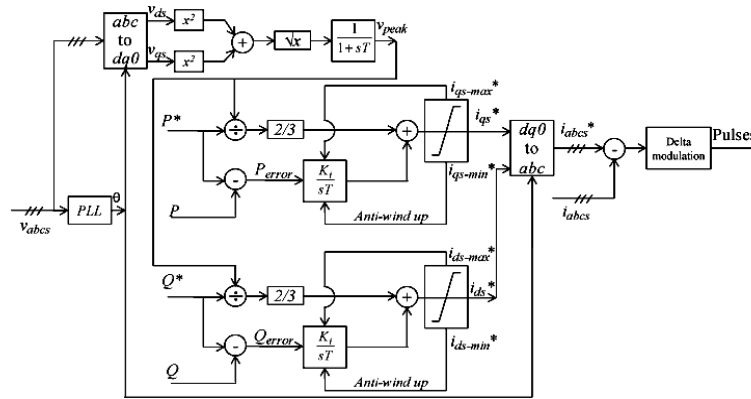 abc
to
dq0
v_ds
x²
v_qs
x²
+
√x
1
1+sT
v_peak
P*
÷
2/3
+
i_qs-max*
i_qs*
i_qs-min*
dq0
to
abc
i_abcs*
-
Delta
modulation
Pulses
P_error
K_i
sT
-
P
Anti-wind up
i_abcs
θ
PLL
v_abcs
i_ds-max*
Q*
÷
2/3
+
i_ds*
i_ds-min*
Q_error
K_i
sT
-
Q
Anti-wind up